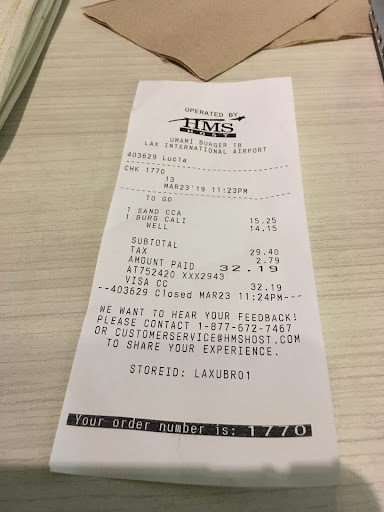 OPERATED BY
HMS
HOST
UMAMI BURGER TB
LAX INTERNATIONAL AIRPORT
403629 Lucia
CHK 1770
13
MAR23'19 11:23PM
TO GO
1 SAND CCA 15.25
1 BURG CALI 14.15
WELL
SUBTOTAL 29.40
TAX 2.79
AMOUNT PAID 32.19
AT752420 XXX2943
VISA CC 32.19
--403629 Closed MAR23 11:24PM---
WE WANT TO HEAR YOUR FEEDBACK!
PLEASE CONTACT 1-877-672-7467
OR CUSTOMERSERVICE@HMSHOST.COM
TO SHARE YOUR EXPERIENCE.
STOREID: LAXUBR01
Your order number is: 1770